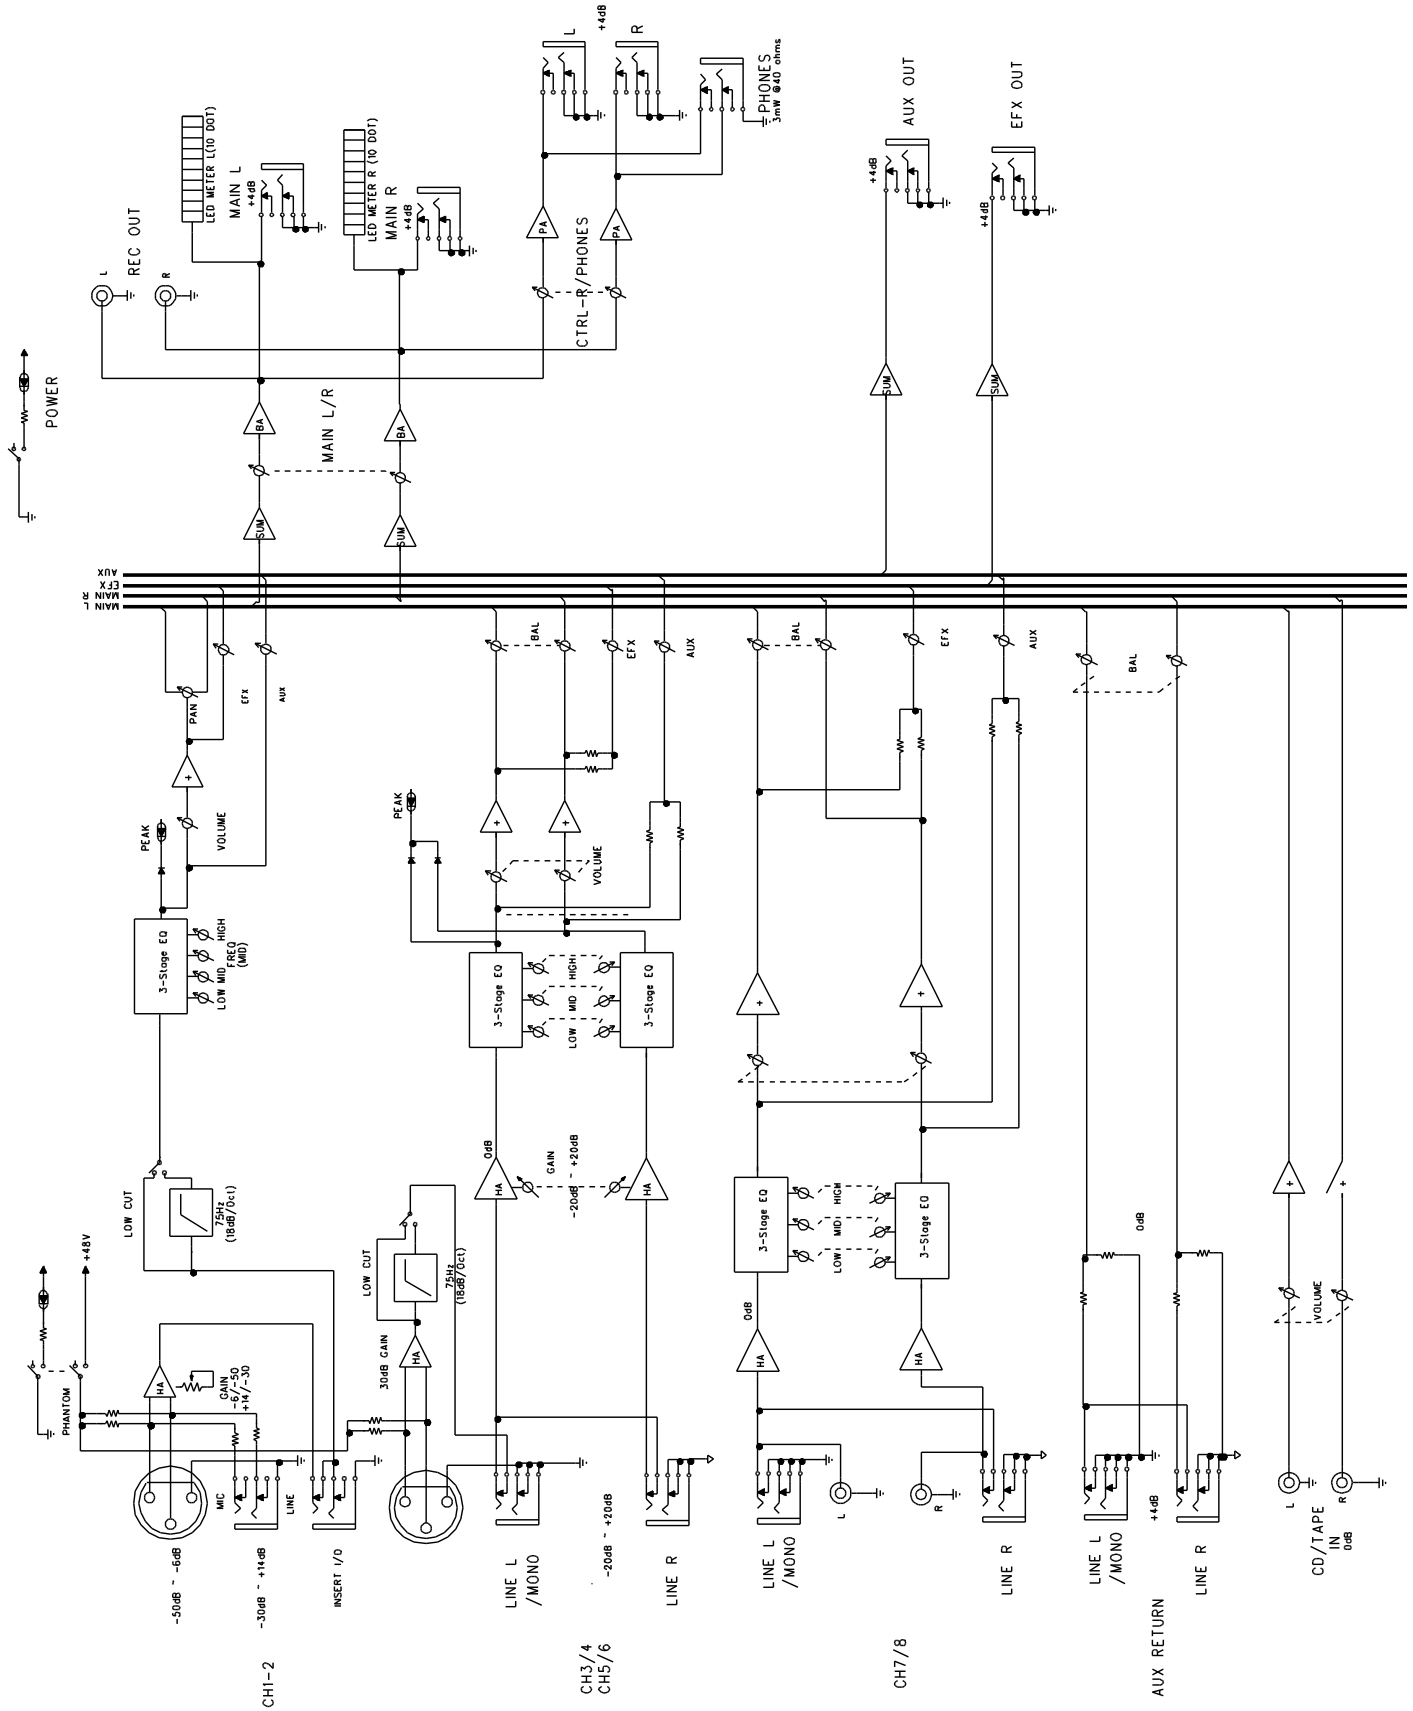 CH1-2
-50dB ~ -6dB
-30dB ~ +14dB
INSERT I/O
MIC
LINE
PHANTOM
+48V
HA
GAIN
-6/-50
+14/-30
LOW CUT
75Hz
(18dB/Oct)
3-Stage EQ
LOW
MID
FREQ
(MID)
HIGH
PEAK
VOLUME
+
PAN
EFX
AUX
CH3/4
CH5/6
LINE L
/MONO
-20dB ~ +20dB
LINE R
30dB GAIN
HA
LOW CUT
75Hz
(18dB/Oct)
0dB
HA
GAIN
-20dB ~ +20dB
HA
3-Stage EQ
LOW
MID
HIGH
3-Stage EQ
PEAK
VOLUME
+
+
BAL
EFX
AUX
CH7/8
LINE L
/MONO
L
R
LINE R
0dB
HA
HA
3-Stage EQ
LOW
MID
HIGH
3-Stage EQ
+
+
BAL
EFX
AUX
AUX RETURN
LINE L
/MONO
+4dB
LINE R
0dB
BAL
CD/TAPE
IN
0dB
L
R
VOLUME
+
+
MAIN L
MAIN R
EFX
AUX
SUM
SUM
MAIN L/R
BA
BA
POWER
REC OUT
L
R
LED METER L(10 DOT)
MAIN L
+4dB
LED METER R (10 DOT)
MAIN R
+4dB
CTRL-R/PHONES
PA
PA
L
+4dB
R
PHONES
3mW @40 ohms
SUM
+4dB
AUX OUT
SUM
+4dB
EFX OUT